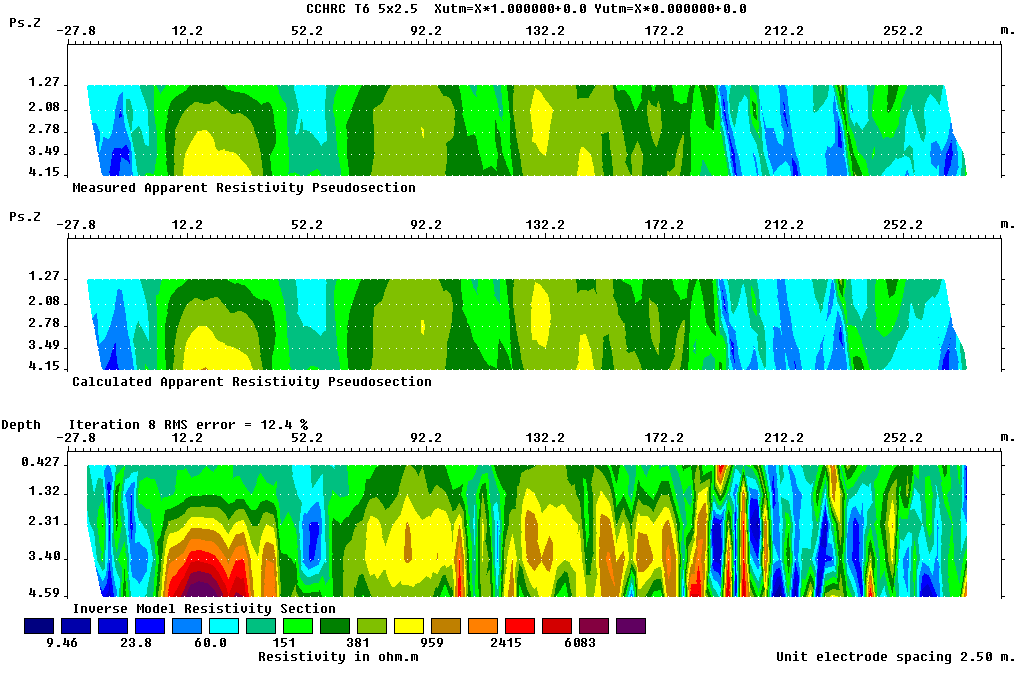 CCHRC T6 5x2.5 Xutm=X*1.000000+0.0 Yutm=X*0.000000+0.0
Ps.Z
-27.8 12.2 52.2 92.2 132.2 172.2 212.2 252.2 m.
1.27
2.08
2.78
3.49
4.15
Measured Apparent Resistivity Pseudosection
Ps.Z
-27.8 12.2 52.2 92.2 132.2 172.2 212.2 252.2 m.
1.27
2.08
2.78
3.49
4.15
Calculated Apparent Resistivity Pseudosection
Depth Iteration 8 RMS error = 12.4 %
-27.8 12.2 52.2 92.2 132.2 172.2 212.2 252.2 m.
0.427
1.32
2.31
3.40
4.59
Inverse Model Resistivity Section
9.46 23.8 60.0 151 381 959 2415 6083
Resistivity in ohm.m
Unit electrode spacing 2.50 m.